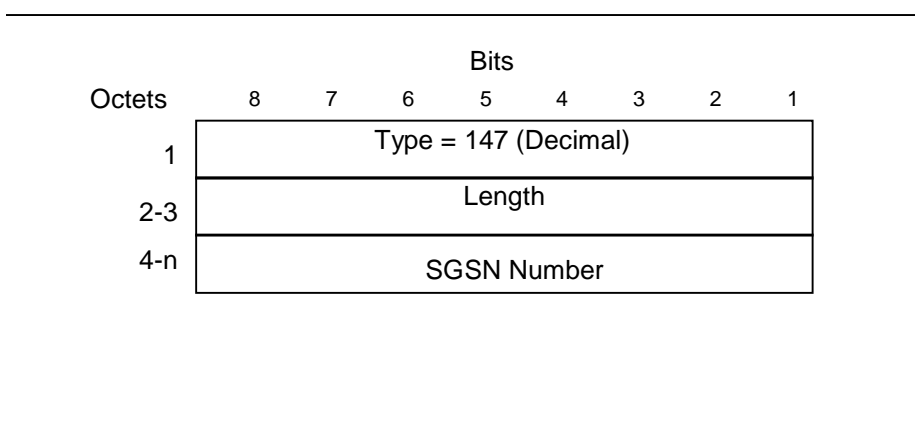 Bits
Octets 8 7 6 5 4 3 2 1
1 Type = 147 (Decimal)
2-3 Length
4-n SGSN Number